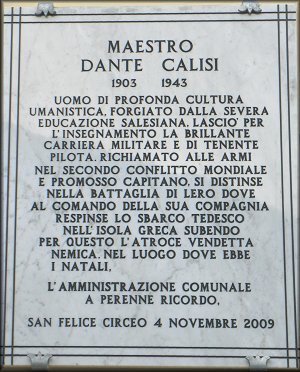 MAESTRO
DANTE CALISI
1903 1943
UOMO DI PROFONDA CULTURA
UMANISTICA, FORGIATO DALLA SEVERA
EDUCAZIONE SALESIANA. LASCIO' PER
L'INSEGNAMENTO LA BRILLANTE
CARRIERA MILITARE E DI TENENTE
PILOTA. RICHIAMATO ALLE ARMI
NEL SECONDO CONFLITTO MONDIALE
E PROMOSSO CAPITANO, SI DISTINSE
NELLA BATTAGLIA DI LERO DOVE
AL COMANDO DELLA SUA COMPAGNIA
RESPINSE LO SBARCO TEDESCO
NELL'ISOLA GRECA SUBENDO
PER QUESTO L'ATROCE VENDETTA
NEMICA, NEL LUOGO DOVE EBBE
I NATALI,
L'AMMINISTRAZIONE COMUNALE
A PERENNE RICORDO.
SAN FELICE CIRCEO 4 NOVEMBRE 2009